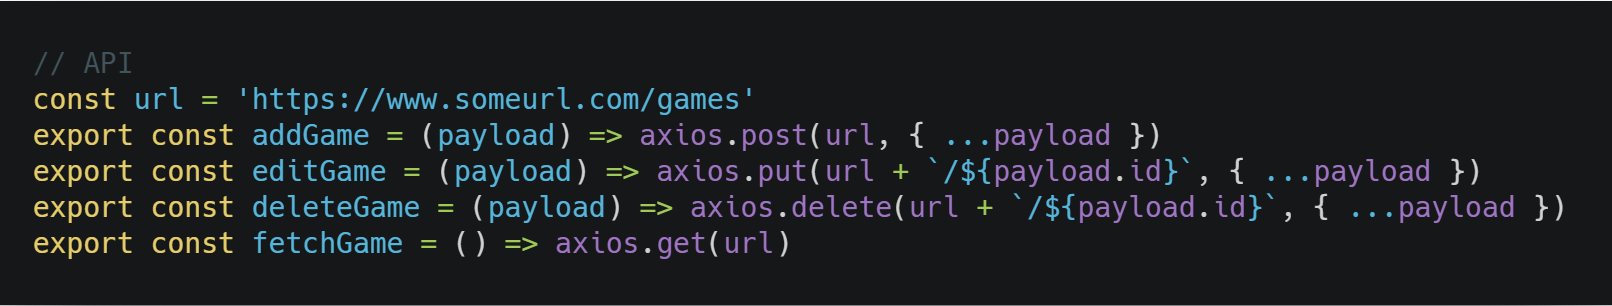 // API
const url = 'https://www.someurl.com/games'
export const addGame = (payload) => axios.post(url, { ...payload })
export const editGame = (payload) => axios.put(url + `/${payload.id}`, { ...payload })
export const deleteGame = (payload) => axios.delete(url + `/${payload.id}`, { ...payload })
export const fetchGame = () => axios.get(url)